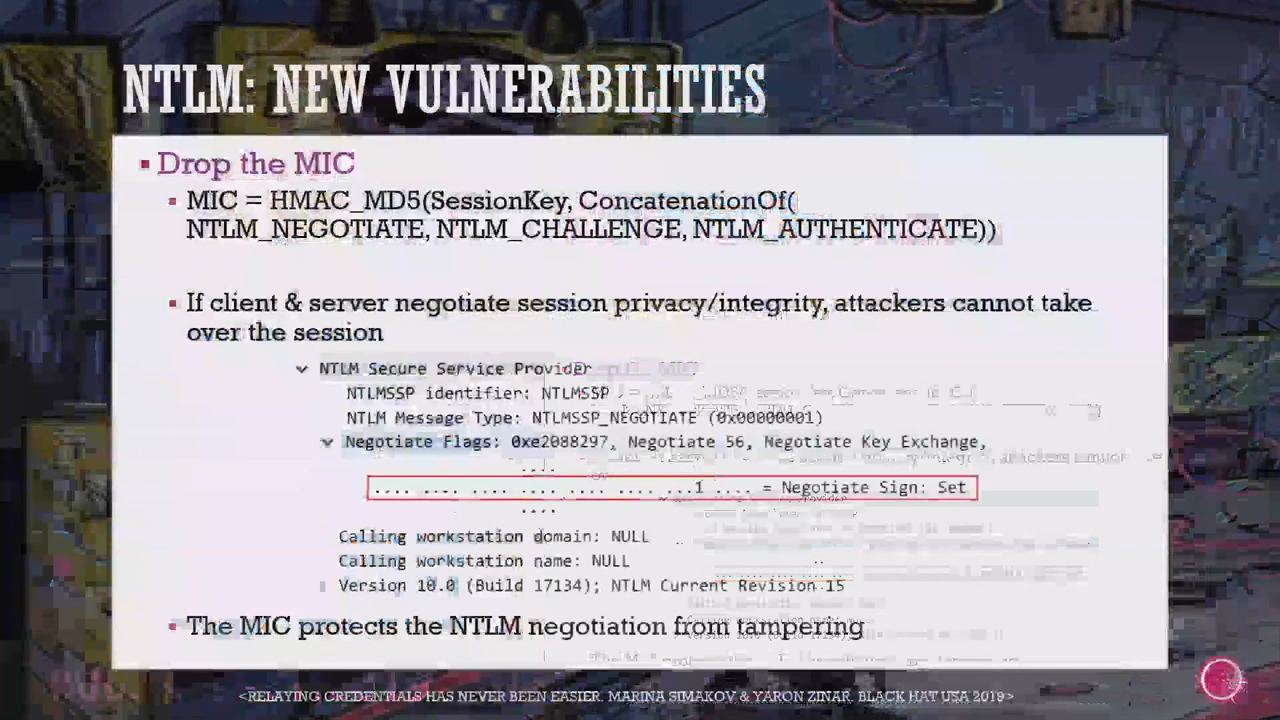 NTLM: NEW VULNERABILITIES
Drop the MIC
MIC = HMAC_MD5(SessionKey, ConcatenationOf(
NTLM_NEGOTIATE, NTLM_CHALLENGE, NTLM_AUTHENTICATE))
If client & server negotiate session privacy/integrity, attackers cannot take
over the session
NTLM Secure Service Provider
NTLMSSP identifier: NTLMSSP
NTLM Message Type: NTLMSSP_NEGOTIATE (0x00000001)
Negotiate Flags: 0xe2088297, Negotiate 56, Negotiate Key Exchange,
....
.... .... .... .... .... .... ...1 .... = Negotiate Sign: Set
....
Calling workstation domain: NULL
Calling workstation name: NULL
Version 10.0 (Build 17134); NTLM Current Revision 15
The MIC protects the NTLM negotiation from tampering
<RELAYING CREDENTIALS HAS NEVER BEEN EASIER. MARINA SIMAKOV & YARON ZINAR. BLACK HAT USA 2019>